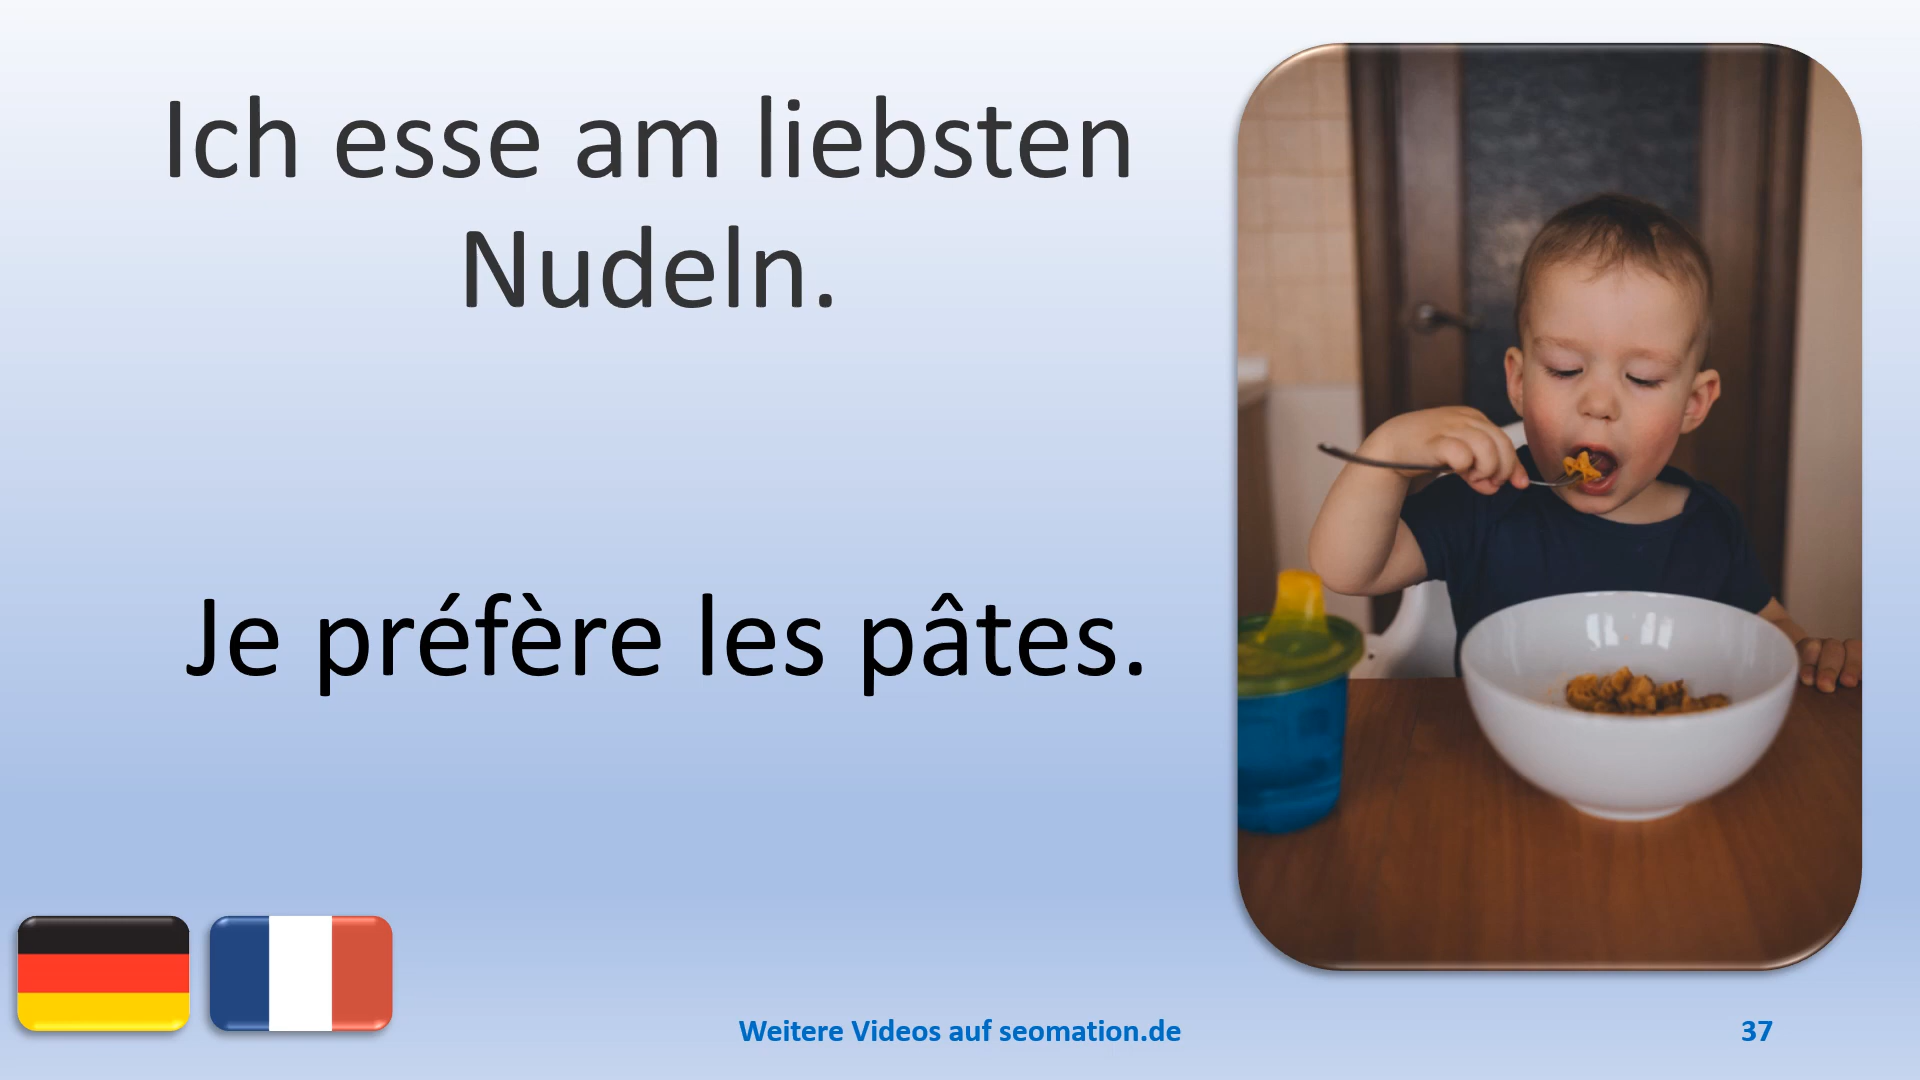 Ich esse am liebsten
Nudeln.
Je préfère les pâtes.
Weitere Videos auf seomation.de
37